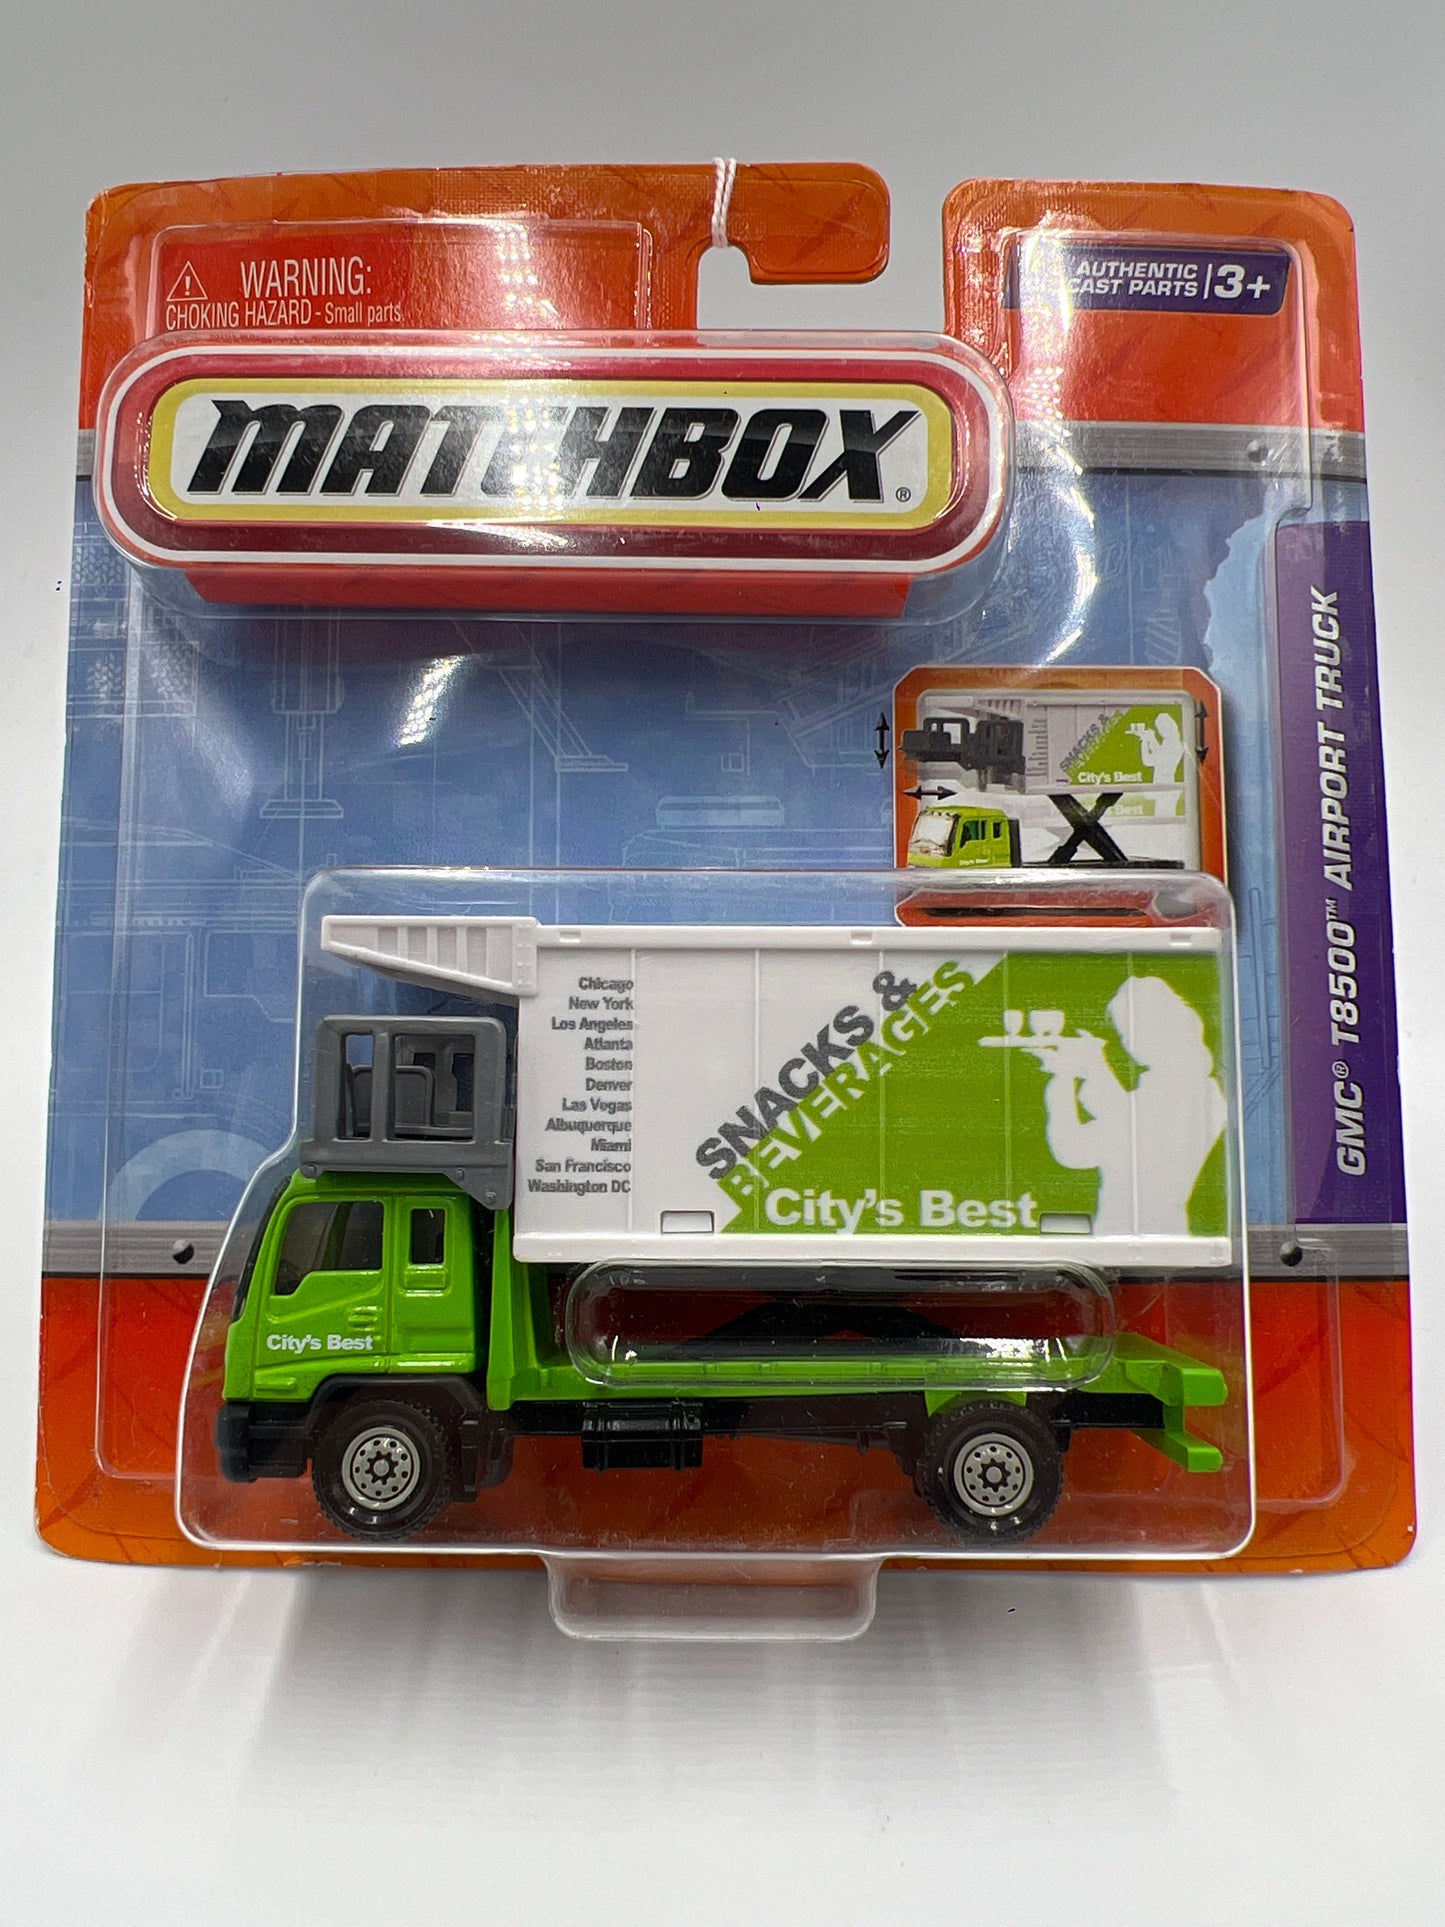 WARNING:
CHOKING HAZARD - Small parts.
AUTHENTIC
CAST PARTS
3+
MATCHBOX®
GMC® T8500™ AIRPORT TRUCK
SNACKS &
BEVERAGES
City's Best
Chicago
New York
Los Angeles
Atlanta
Boston
Denver
Las Vegas
Albuquerque
Miami
San Francisco
Washington DC
SNACKS &
BEVERAGES
City's Best
City's Best